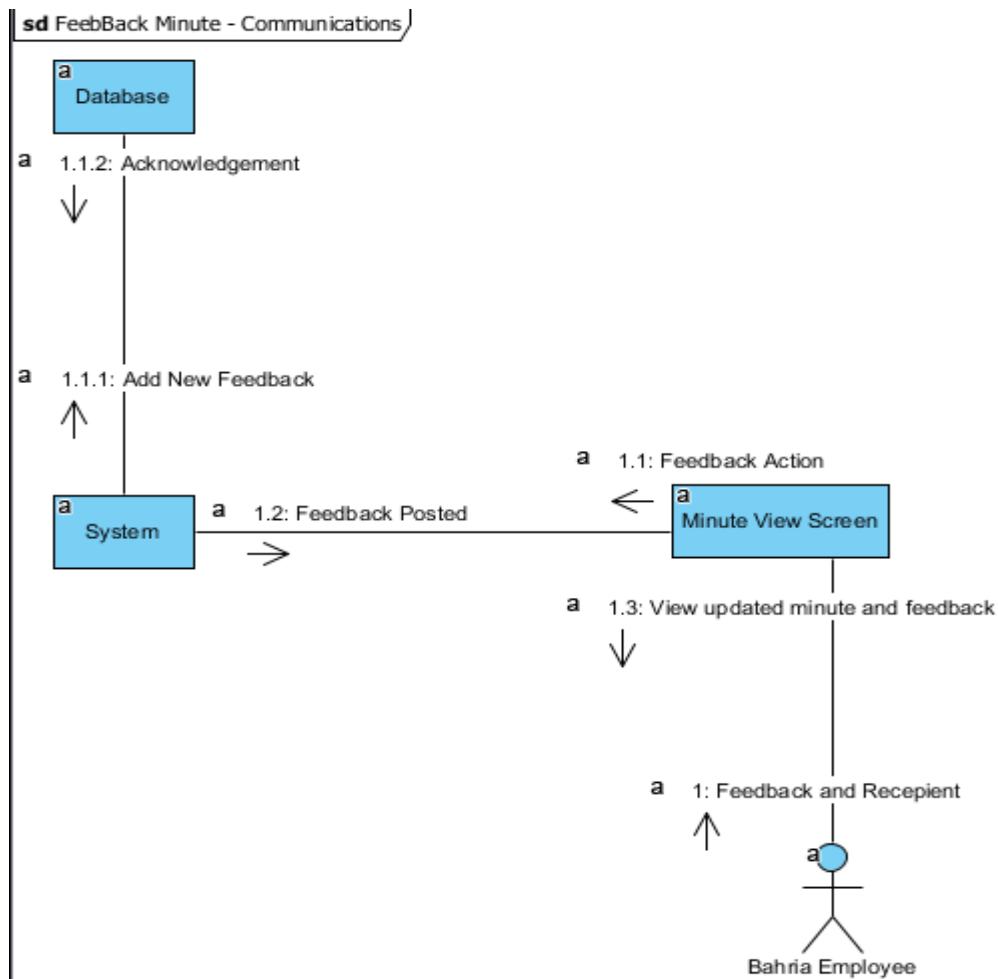 sd FeebBack Minute - Communications
a
Database
a 1.1.2: Acknowledgement
a 1.1.1: Add New Feedback
a 1.1: Feedback Action
a
System
a 1.2: Feedback Posted
a
Minute View Screen
a 1.3: View updated minute and feedback
a 1: Feedback and Recepient
a
Bahria Employee